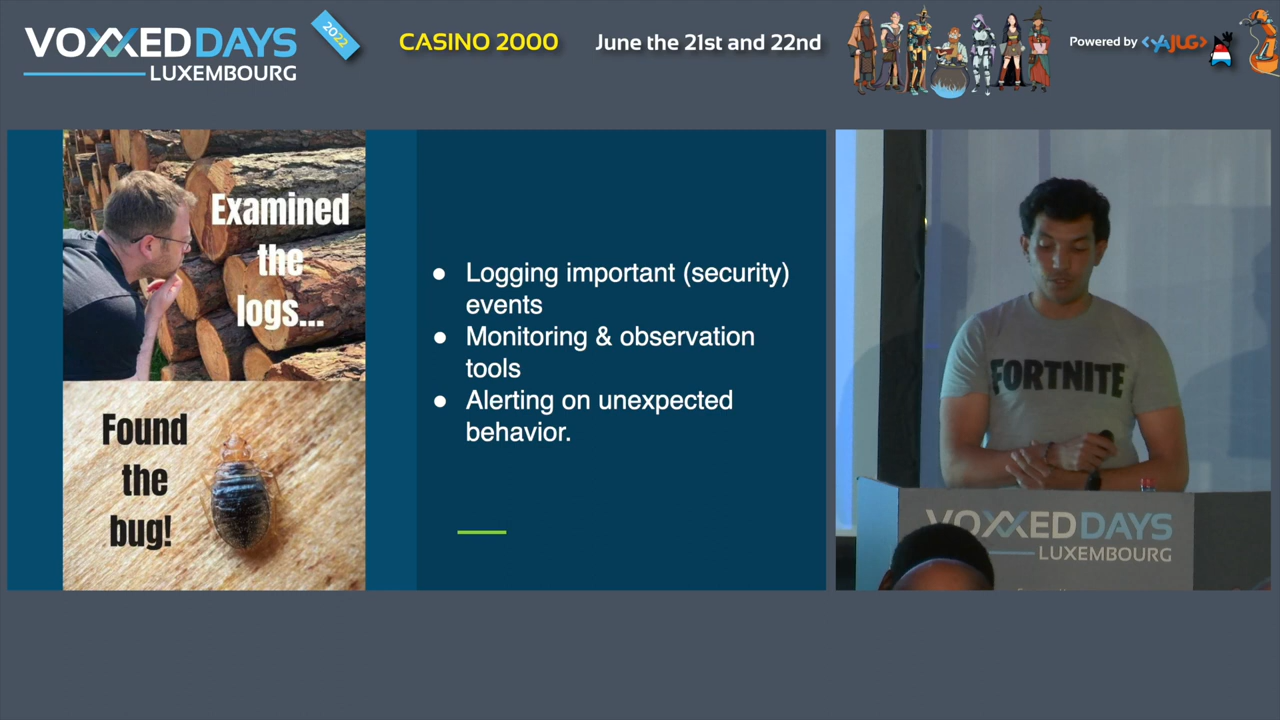 VOXXED DAYS
LUXEMBOURG
2022
CASINO 2000
June the 21st and 22nd
Powered by <YAJUG>
Examined
the
logs...
Found
the
bug!
● Logging important (security)
events
● Monitoring & observation
tools
● Alerting on unexpected
behavior.
FORTNITE
VOXXED DAYS
LUXEMBOURG